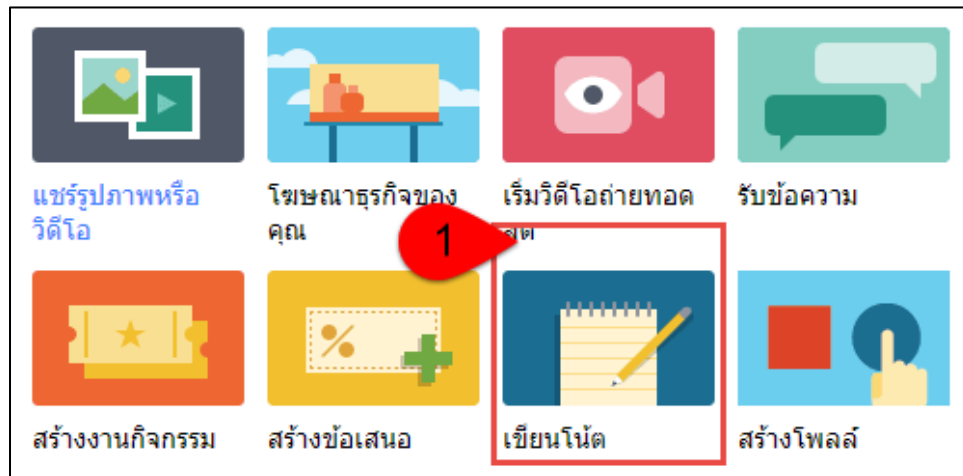 แชร์รูปภาพหรือ
วิดีโอ
โฆษณาธุรกิจของ
คุณ
เริ่มวิดีโอถ่ายทอด
สด
รับข้อความ
1
%
สร้างงานกิจกรรม
สร้างข้อเสนอ
เขียนโน้ต
สร้างโพลล์